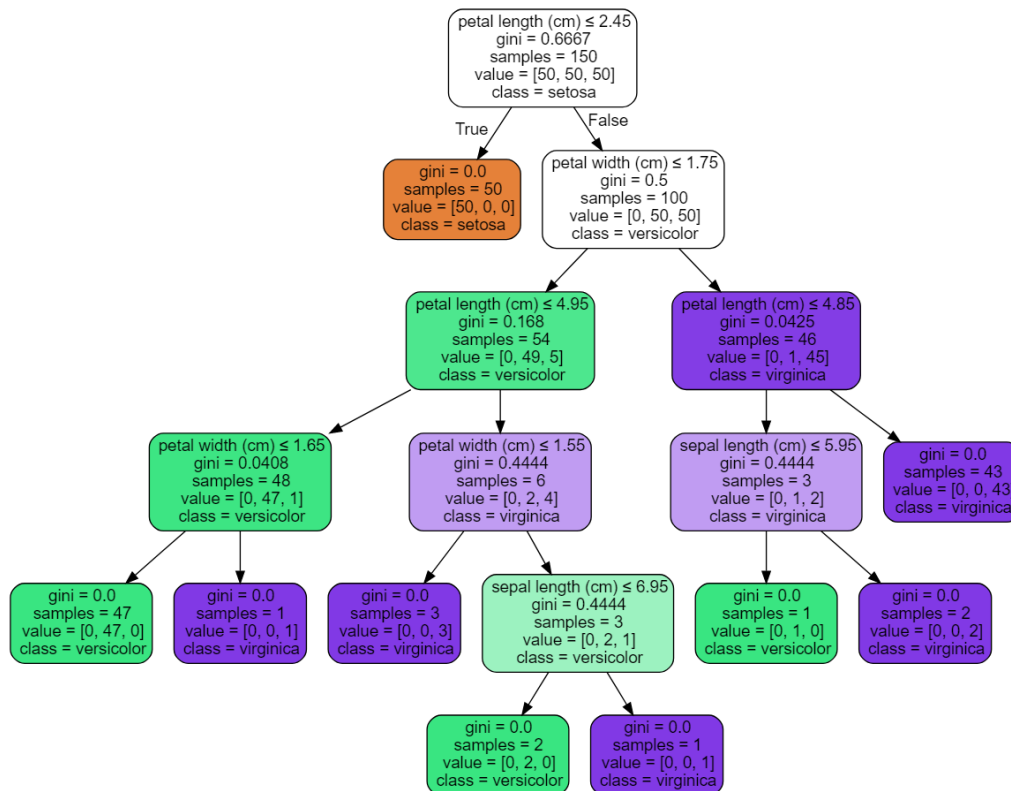 petal length (cm) ≤ 2.45
gini = 0.6667
samples = 150
value = [50, 50, 50]
class = setosa
True
False
gini = 0.0
samples = 50
value = [50, 0, 0]
class = setosa
petal width (cm) ≤ 1.75
gini = 0.5
samples = 100
value = [0, 50, 50]
class = versicolor
petal length (cm) ≤ 4.95
gini = 0.168
samples = 54
value = [0, 49, 5]
class = versicolor
petal length (cm) ≤ 4.85
gini = 0.0425
samples = 46
value = [0, 1, 45]
class = virginica
petal width (cm) ≤ 1.65
gini = 0.0408
samples = 48
value = [0, 47, 1]
class = versicolor
petal width (cm) ≤ 1.55
gini = 0.4444
samples = 6
value = [0, 2, 4]
class = virginica
sepal length (cm) ≤ 5.95
gini = 0.4444
samples = 3
value = [0, 1, 2]
class = virginica
gini = 0.0
samples = 43
value = [0, 0, 43]
class = virginica
gini = 0.0
samples = 47
value = [0, 47, 0]
class = versicolor
gini = 0.0
samples = 1
value = [0, 0, 1]
class = virginica
gini = 0.0
samples = 3
value = [0, 0, 3]
class = virginica
sepal length (cm) ≤ 6.95
gini = 0.4444
samples = 3
value = [0, 2, 1]
class = versicolor
gini = 0.0
samples = 1
value = [0, 1, 0]
class = versicolor
gini = 0.0
samples = 2
value = [0, 0, 2]
class = virginica
gini = 0.0
samples = 2
value = [0, 2, 0]
class = versicolor
gini = 0.0
samples = 1
value = [0, 0, 1]
class = virginica